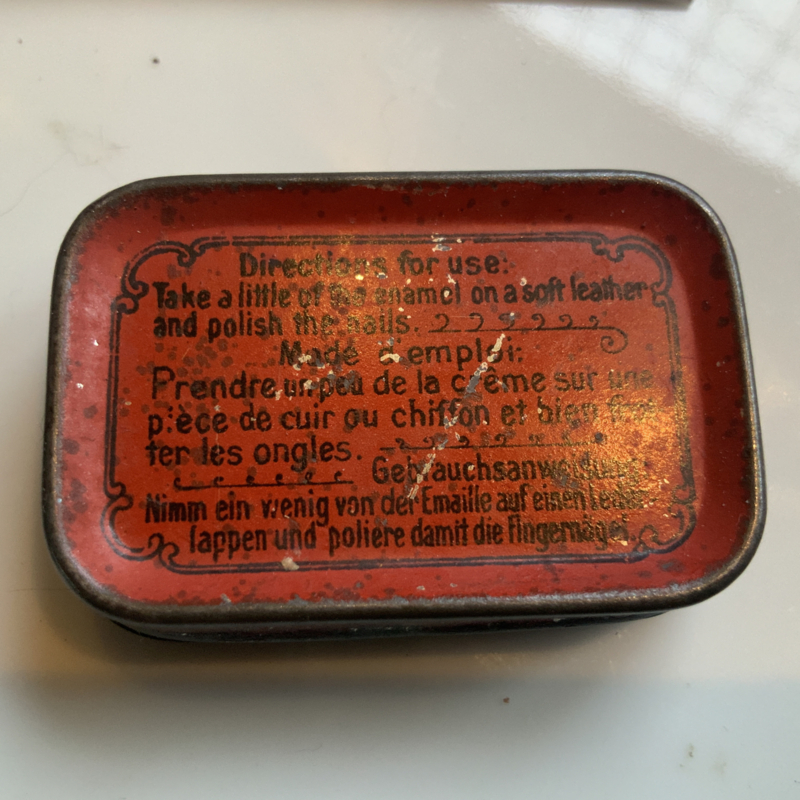 Directions for use:
Take a little of the enamel on a soft leather
and polish the nails.
Mode d'emploi:
Prendre un peu de la crême sur une
pièce de cuir ou chiffon et bien frot-
ter les ongles.
Gebrauchsanweisung:
Nimm ein wenig von der Emaille auf einen Leder-
lappen und poliere damit die Fingernägel.